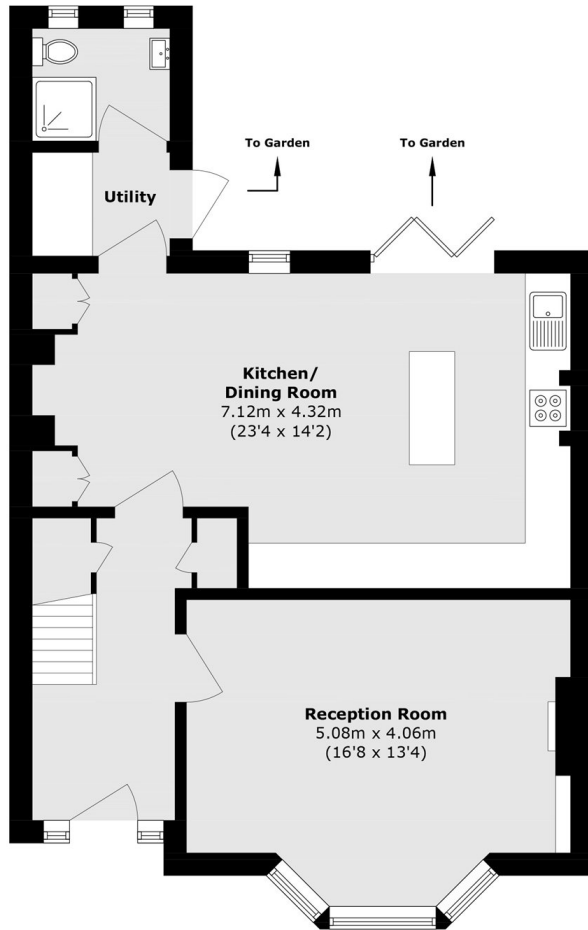 To Garden
To Garden
Utility
Kitchen/
Dining Room
7.12m x 4.32m
(23'4 x 14'2)
Reception Room
5.08m x 4.06m
(16'8 x 13'4)